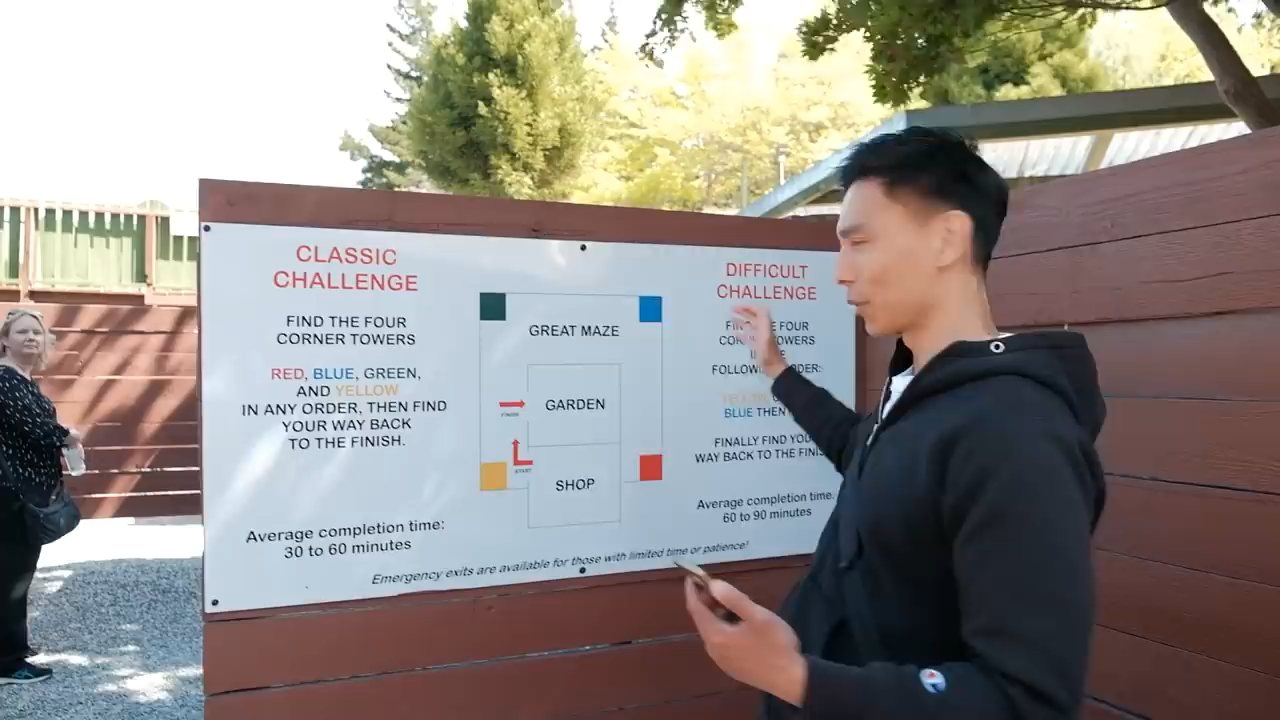 CLASSIC
CHALLENGE
FIND THE FOUR
CORNER TOWERS
RED, BLUE, GREEN,
AND YELLOW
IN ANY ORDER, THEN FIND
YOUR WAY BACK
TO THE FINISH.
Average completion time:
30 to 60 minutes
GREAT MAZE
GARDEN
FINISH
START
SHOP
DIFFICULT
CHALLENGE
FOUR
TOWERS
BLUE THEN
FINALLY FIND
WAY BACK TO THE
Average completion time.
60 to 90 minutes
Emergency exits are available for those with limited time or patience!